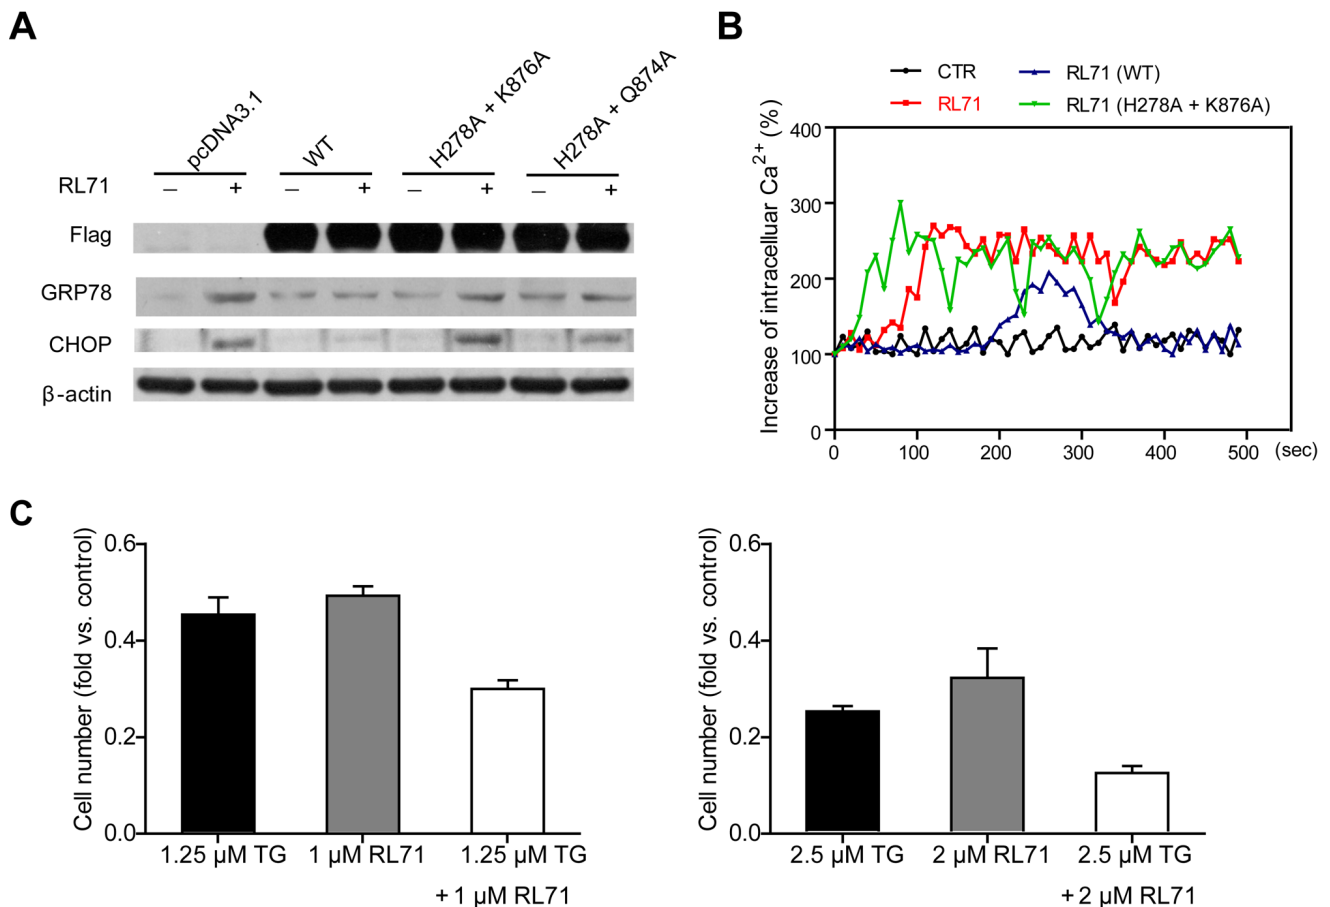 A
pcDNA3.1
WT
H278A + K876A
H278A + Q874A
RL71
– + – + – + – +
Flag
GRP78
CHOP
β-actin
B
CTR
RL71 (WT)
RL71
RL71 (H278A + K876A)
Increase of intracelluar Ca²⁺ (%)
400
300
200
100
0
0 100 200 300 400 500 (sec)
C
Cell number (fold vs. control)
0.6
0.4
0.2
0.0
1.25 µM TG
1 µM RL71
1.25 µM TG
+ 1 µM RL71
Cell number (fold vs. control)
0.6
0.4
0.2
0.0
2.5 µM TG
2 µM RL71
2.5 µM TG
+ 2 µM RL71